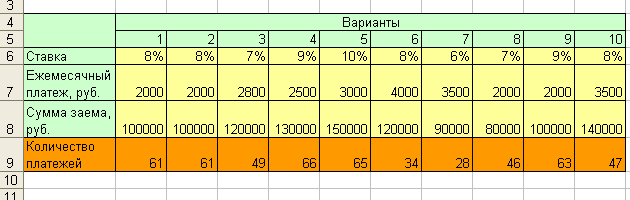 3
4 Варианты
5 1 2 3 4 5 6 7 8 9 10
6 Ставка 8% 8% 7% 9% 10% 8% 6% 7% 9% 8%
Ежемесячный
7 платеж, руб. 2000 2000 2800 2500 3000 4000 3500 2000 2000 3500
Сумма заема,
8 руб. 100000 100000 120000 130000 150000 120000 90000 80000 100000 140000
Количество
9 платежей 61 61 49 66 65 34 28 46 63 47
10
11